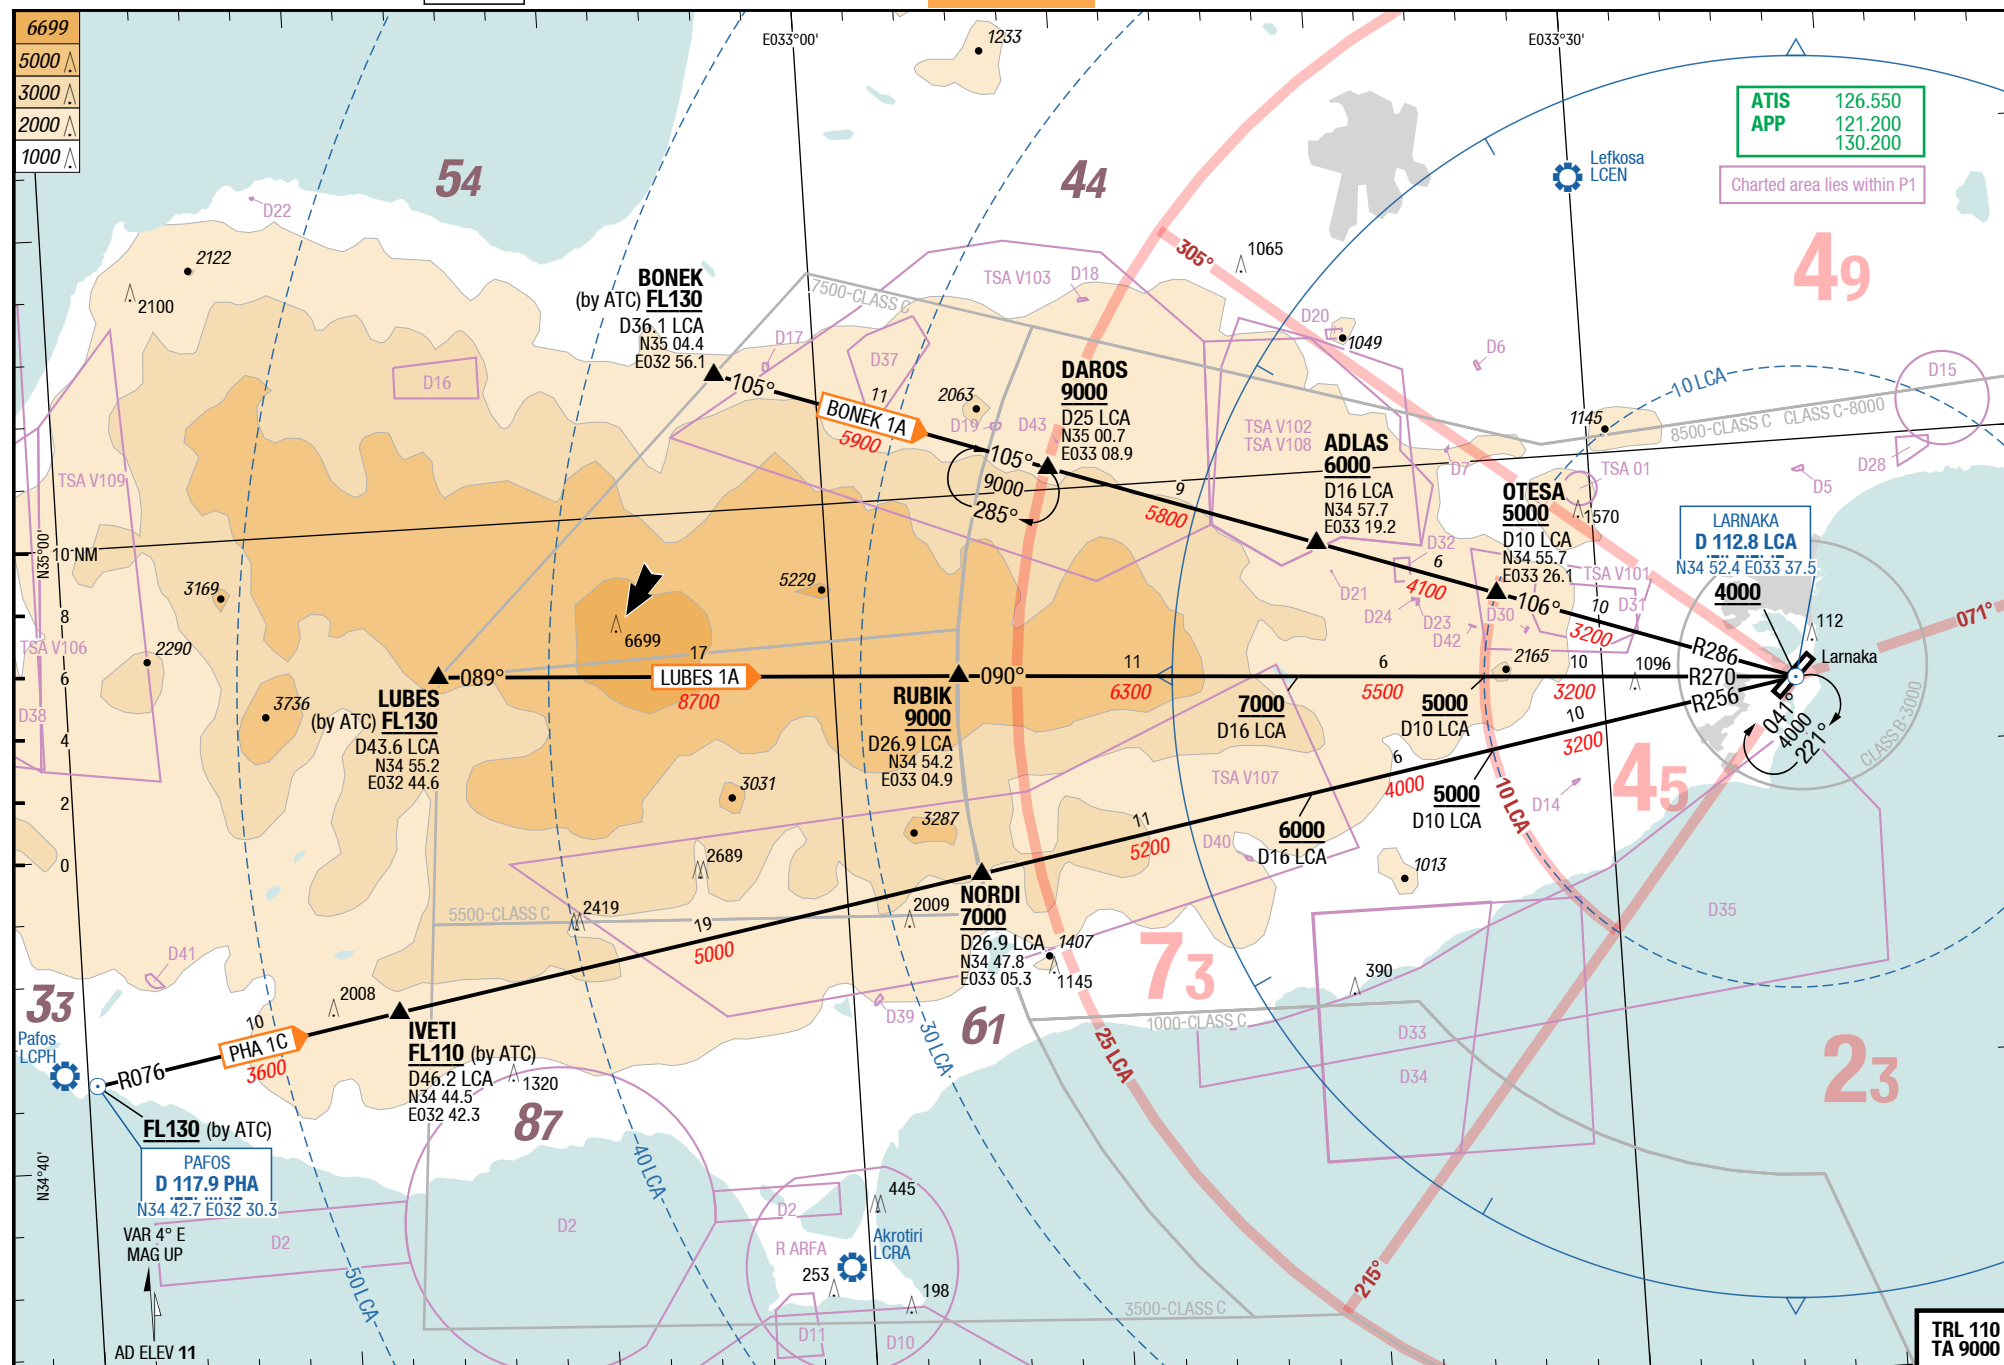 6699
5000
3000
2000
1000
E033°00'
E033°30'
1233
ATIS 126.550
APP 121.200
130.200
Charted area lies within P1
Lefkosa
LCEN
54
44
49
D22
2122
2100
305°
1065
BONEK
(by ATC) FL130
D36.1 LCA
N35 04.4
E032 56.1
7500-CLASS C
TSA V103
D18
D17
D37
D16
D20
1049
D6
D15
10 LCA
105°
11
BONEK 1A
5900
2063
D19
D43
DAROS
9000
D25 LCA
N35 00.7
E033 08.9
105°
9000
285°
TSA V102
TSA V108
ADLAS
6000
D16 LCA
N34 57.7
E033 19.2
1145
8500-CLASS C
CLASS C-8000
D7
TSA 01
D28
D5
9
5800
OTESA
5000
D10 LCA
N34 55.7
E033 26.1
1570
LARNAKA
D 112.8 LCA
N34 52.4 E033 37.5
4000
TSA V109
N35°00'
10 NM
8
6
4
2
0
3169
2290
TSA V106
D38
3736
5229
6699
D32
6
4100
D21
D24
D23
D42
D30
106°
10
3200
TSA V101
D31
112
Larnaka
071°
R286
R270
R256
LUBES
(by ATC) FL130
D43.6 LCA
N34 55.2
E032 44.6
089°
17
LUBES 1A
8700
RUBIK
9000
D26.9 LCA
N34 54.2
E033 04.9
090°
11
6300
7000
D16 LCA
6
5500
5000
D10 LCA
2165
10
3200
1096
10
3200
041°
4000
221°
CLASS B-3000
3031
3287
TSA V107
6
4000
5000
D10 LCA
10 LCA
D14
45
6000
D16 LCA
D40
11
5200
1013
2689
2419
5500-CLASS C
19
5000
2009
NORDI
7000
D26.9 LCA
N34 47.8
E033 05.3
1407
1145
73
390
D35
D41
33
2008
Pafos
LCPH
R076
10
PHA 1C
3600
IVETI
FL110 (by ATC)
D46.2 LCA
N34 44.5
E032 42.3
1320
87
D39
30 LCA
61
1000-CLASS C
25 LCA
D33
D34
23
FL130 (by ATC)
PAFOS
D 117.9 PHA
N34 42.7 E032 30.3
N34°40'
VAR 4° E
MAG UP
AD ELEV 11
D2
D2
D2
50 LCA
40 LCA
445
R ARFA
Akrotiri
LCRA
253
198
D11
D10
3500-CLASS C
215°
TRL 110
TA 9000